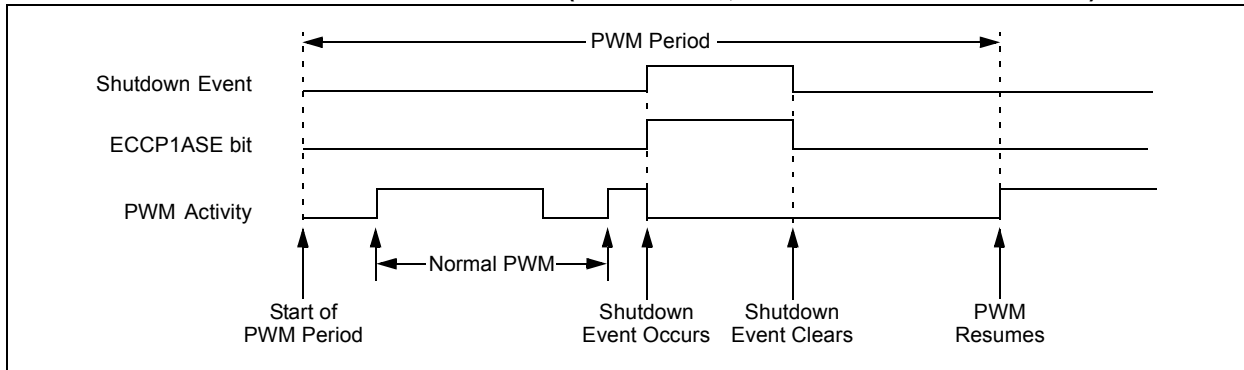 PWM Period
Shutdown Event
ECCP1ASE bit
PWM Activity
Normal PWM
Start of
PWM Period
Shutdown
Event Occurs
Shutdown
Event Clears
PWM
Resumes